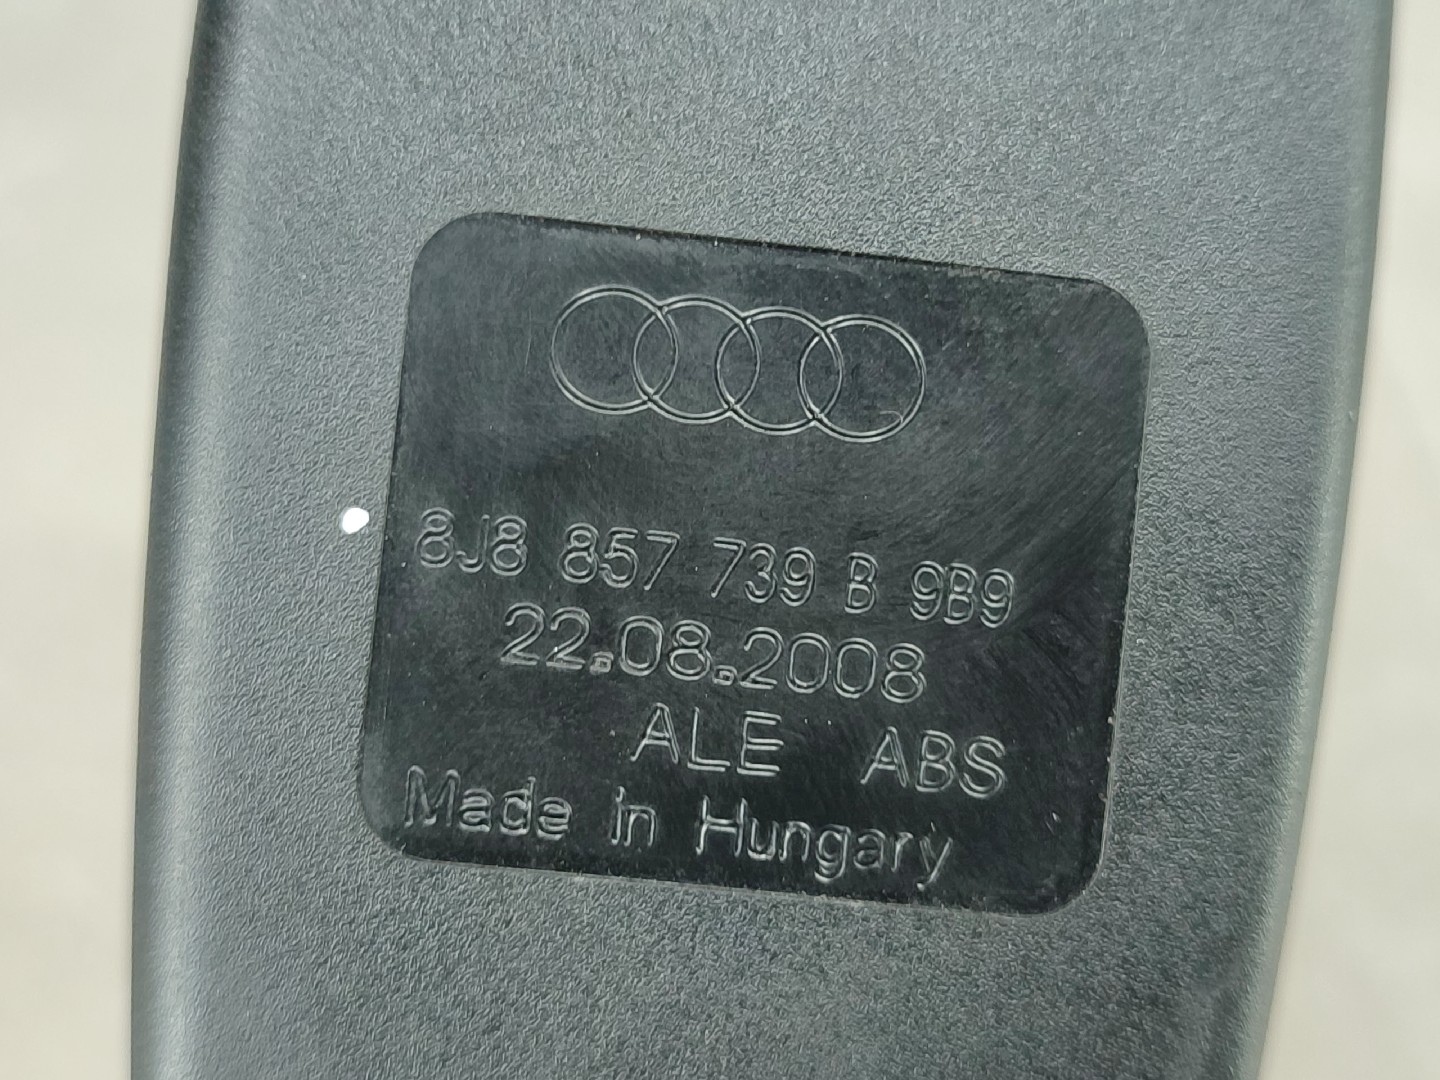 8J8 857 739 B 9B9
22.08.2008
ALE ABS
Made in Hungary